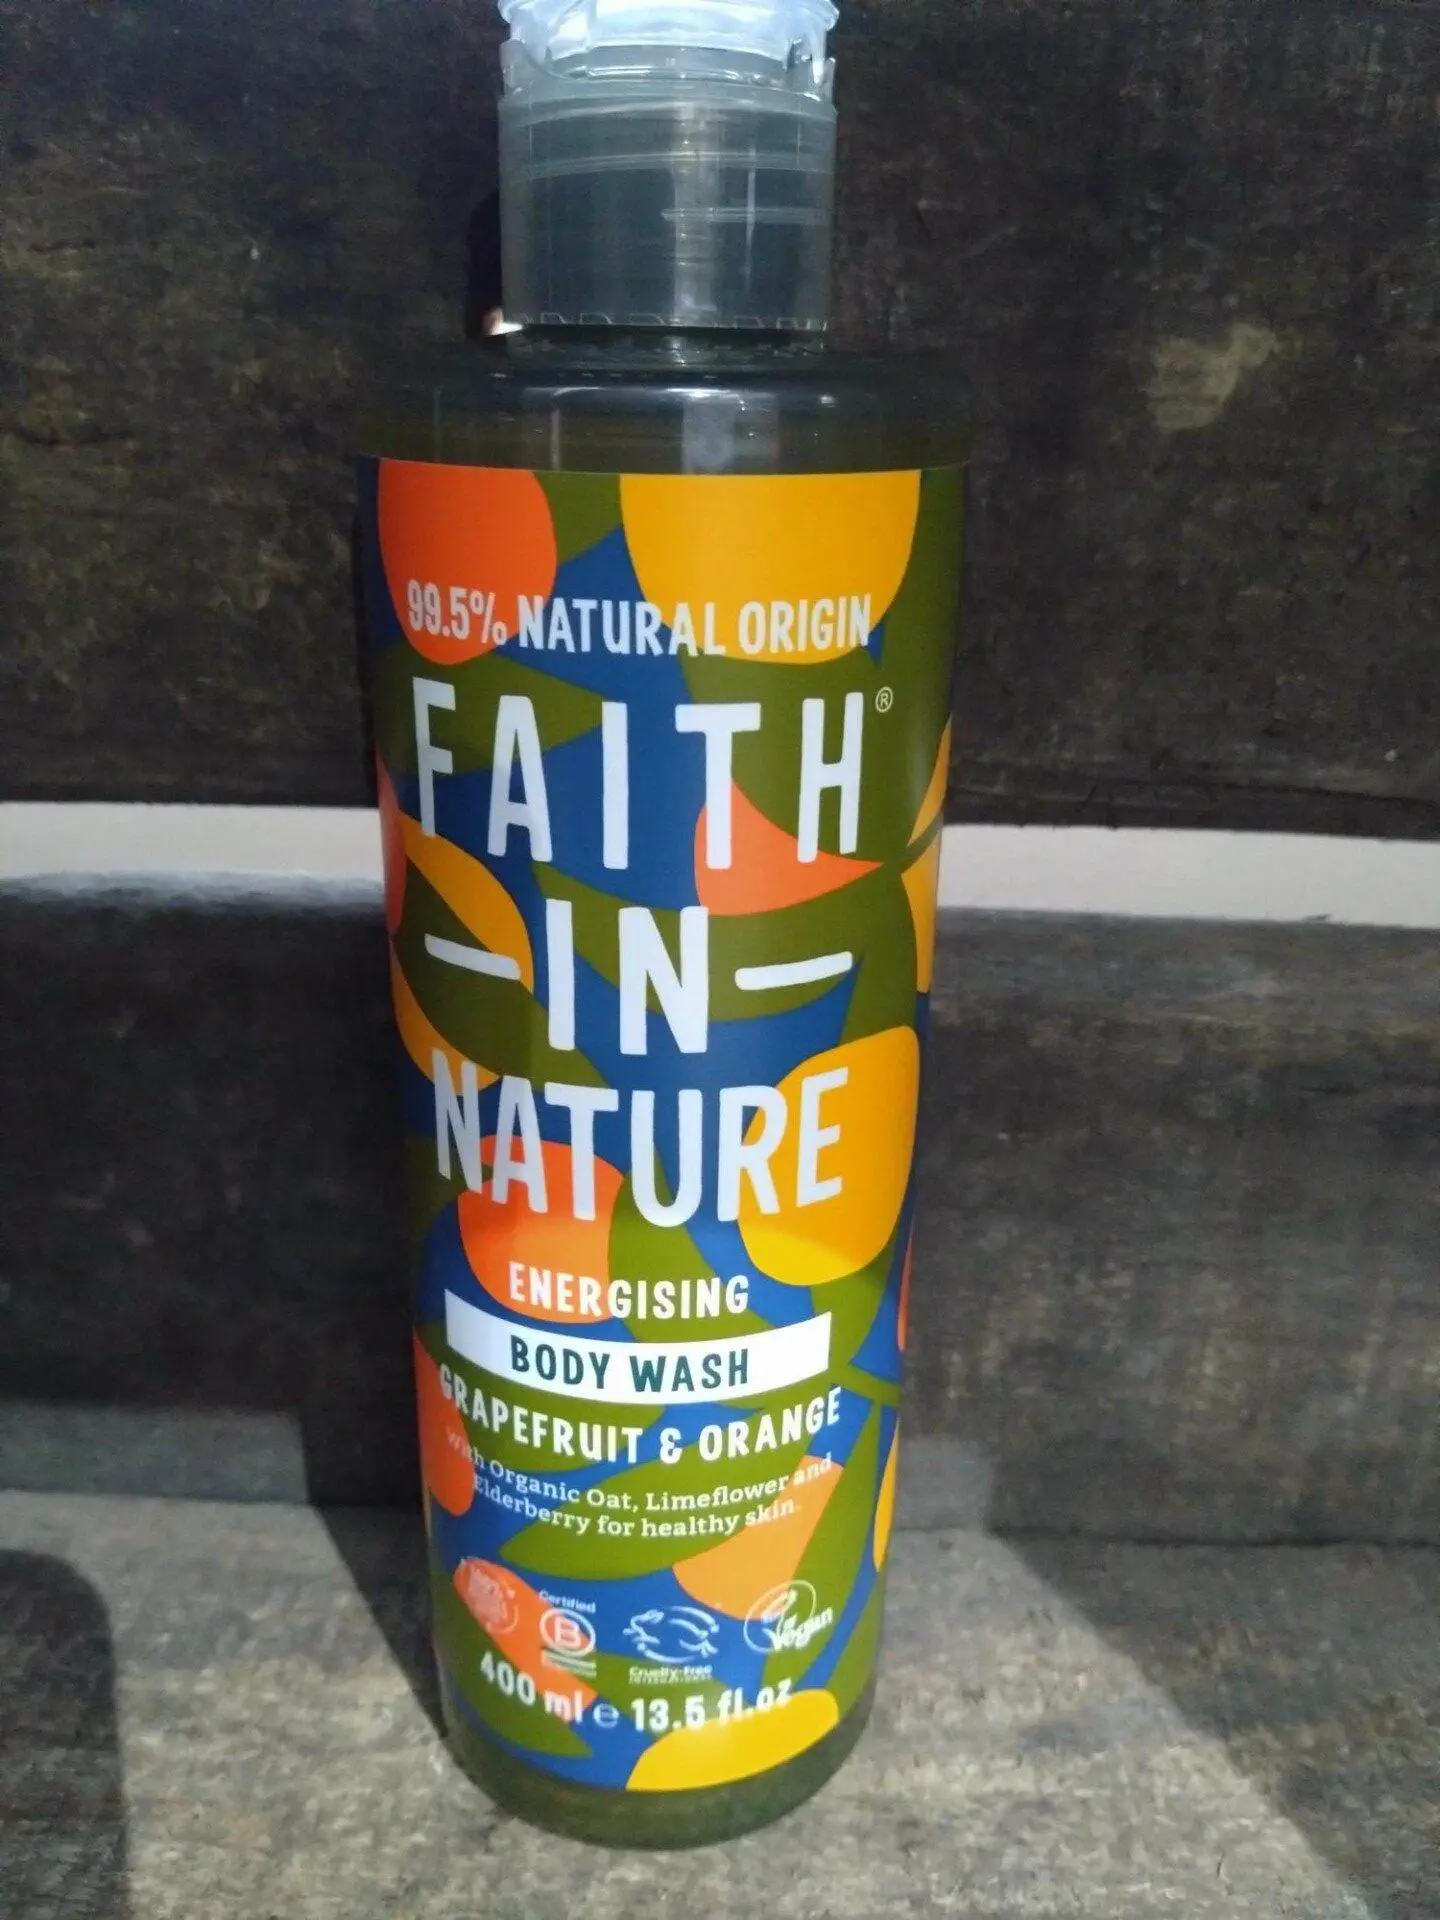 99.5% NATURAL ORIGIN
FAITH®
-IN-
NATURE
ENERGISING
BODY WASH
GRAPEFRUIT & ORANGE
with Organic Oat, Limeflower and
Elderberry for healthy skin.
Certified
B
Cruelty-Free
INTERNATIONAL
Vegan
400 ml e 13.5 fl.oz